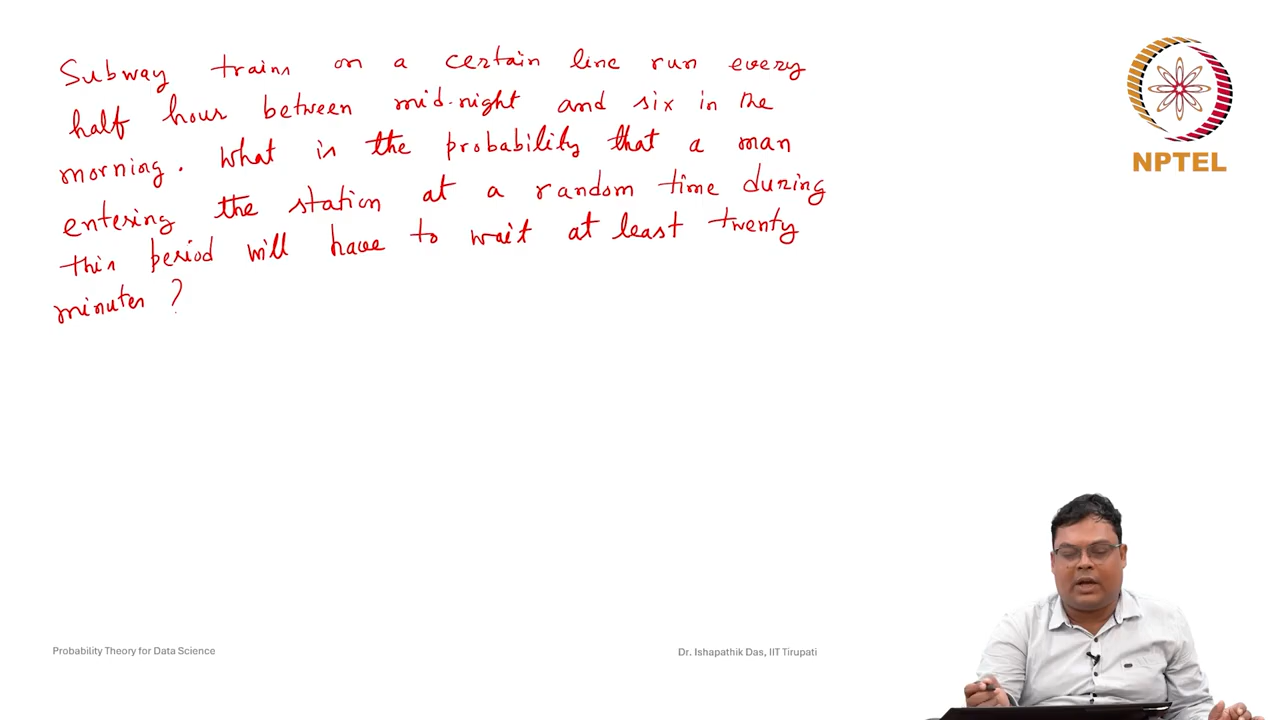 Subway trains on a certain line run every
half hour between mid-night and six in the
morning. What is the probability that a man
entering the station at a random time during
this period will have to wait at least twenty
minutes ?
NPTEL
Probability Theory for Data Science
Dr. Ishapathik Das, IIT Tirupati